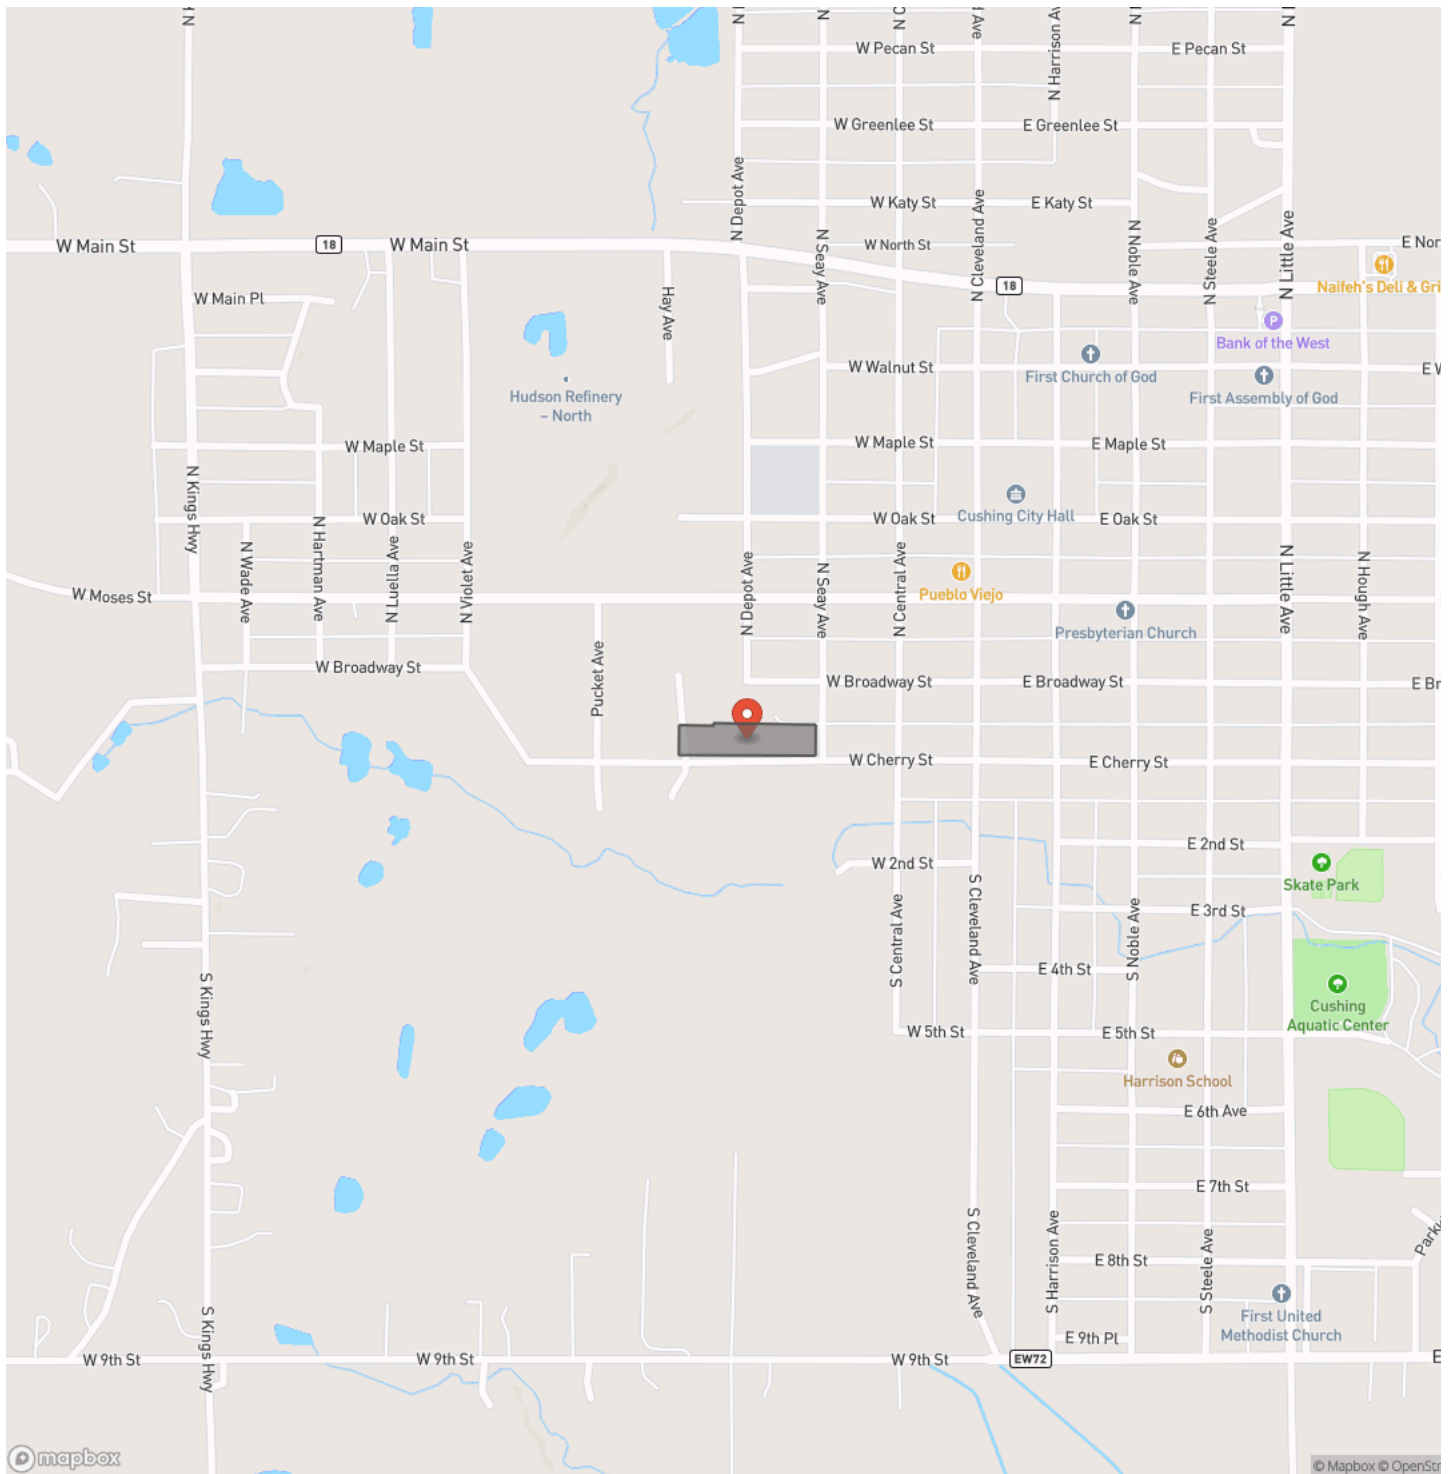 W Pecan St
E Pecan St
N Harrison Av
W Greenlee St
E Greenlee St
N Depot Ave
W Katy St
E Katy St
N Cleveland Ave
N Seay Ave
N Noble Ave
N Steele Ave
N Little Ave
W Main St
18
W Main St
W North St
E Nor
Naifeh's Deli & Gri
18
W Main Pl
Hay Ave
Bank of the West
W Walnut St
First Church of God
First Assembly of God
Hudson Refinery
– North
W Maple St
W Maple St
E Maple St
N Kings Hwy
Cushing City Hall
W Oak St
W Oak St
E Oak St
N Wade Ave
N Hartman Ave
N Luella Ave
N Violet Ave
N Depot Ave
N Seay Ave
N Central Ave
N Little Ave
N Hough Ave
Pueblo Viejo
W Moses St
Presbyterian Church
W Broadway St
Pucket Ave
W Broadway St
E Broadway St
E Br
W Cherry St
E Cherry St
E 2nd St
W 2nd St
Skate Park
E 3rd St
S Central Ave
S Cleveland Ave
S Noble Ave
E 4th St
S Kings Hwy
Cushing
Aquatic Center
W 5th St
E 5th St
Harrison School
E 6th Ave
E 7th St
S Cleveland Ave
S Harrison Ave
S Steele Ave
E 8th St
First United
Methodist Church
S Kings Hwy
E 9th Pl
W 9th St
W 9th St
W 9th St
EW72
mapbox
© Mapbox © OpenStr